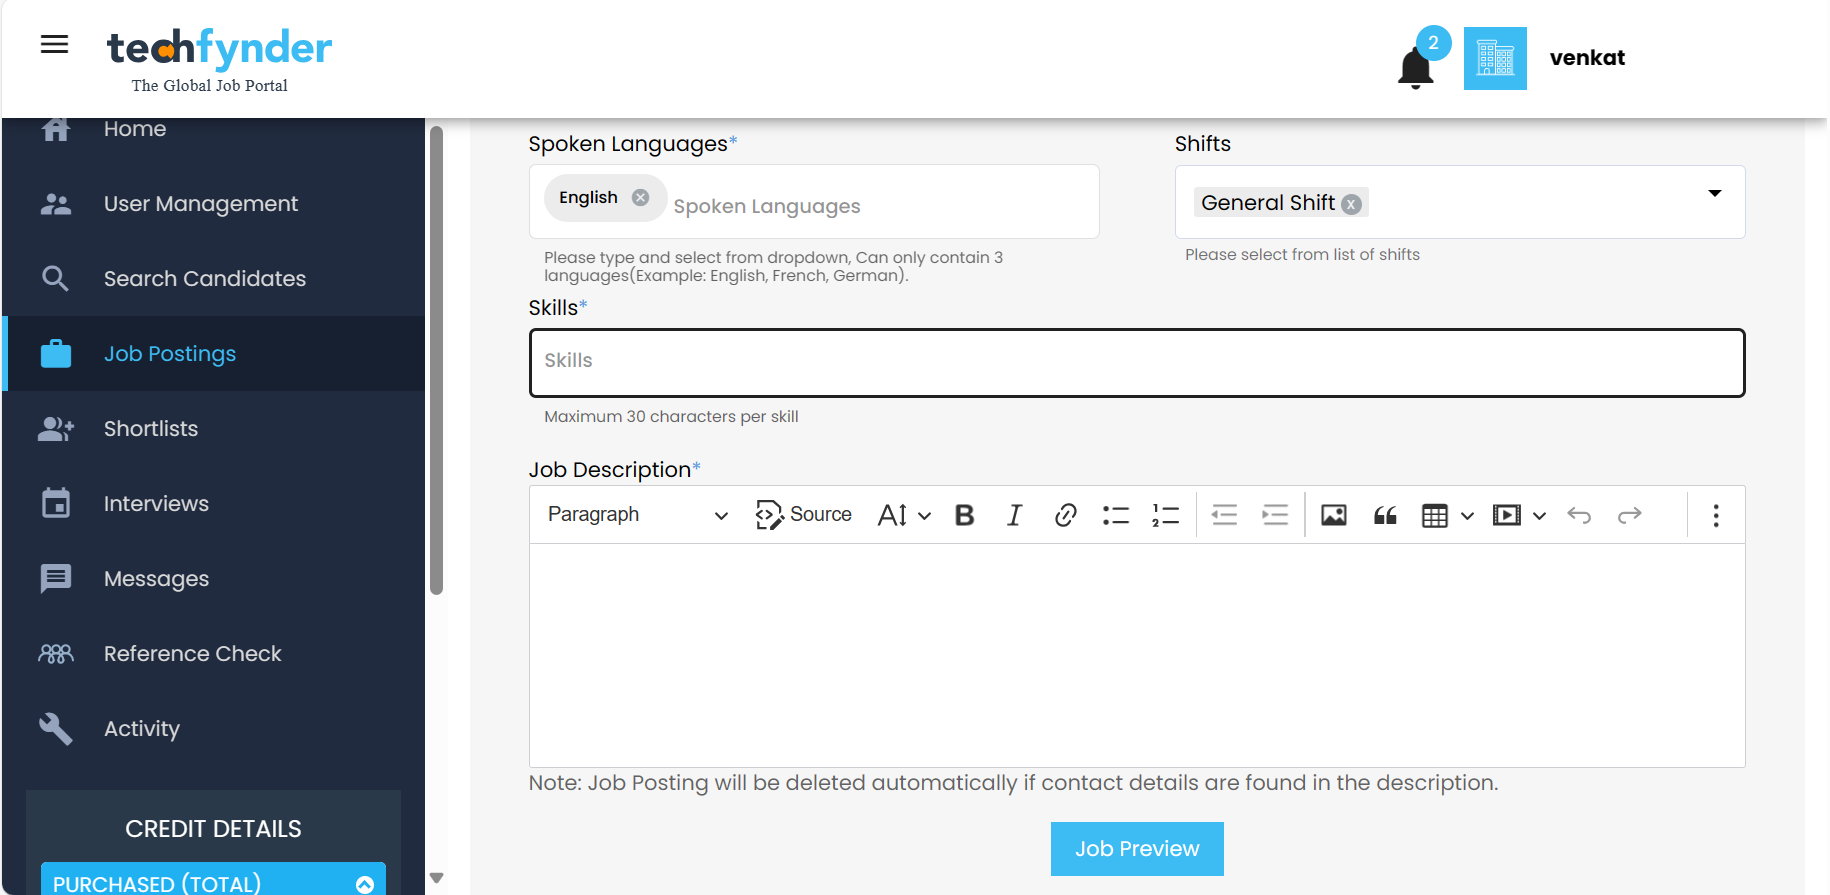 techfynder
The Global Job Portal
2
venkat
Home
User Management
Search Candidates
Job Postings
Shortlists
Interviews
Messages
Reference Check
Activity
CREDIT DETAILS
PURCHASED (TOTAL)
Spoken Languages*
English
Spoken Languages
Please type and select from dropdown, Can only contain 3
languages(Example: English, French, German).
Shifts
General Shift x
Please select from list of shifts
Skills*
Skills
Maximum 30 characters per skill
Job Description*
Paragraph Source
Note: Job Posting will be deleted automatically if contact details are found in the description.
Job Preview